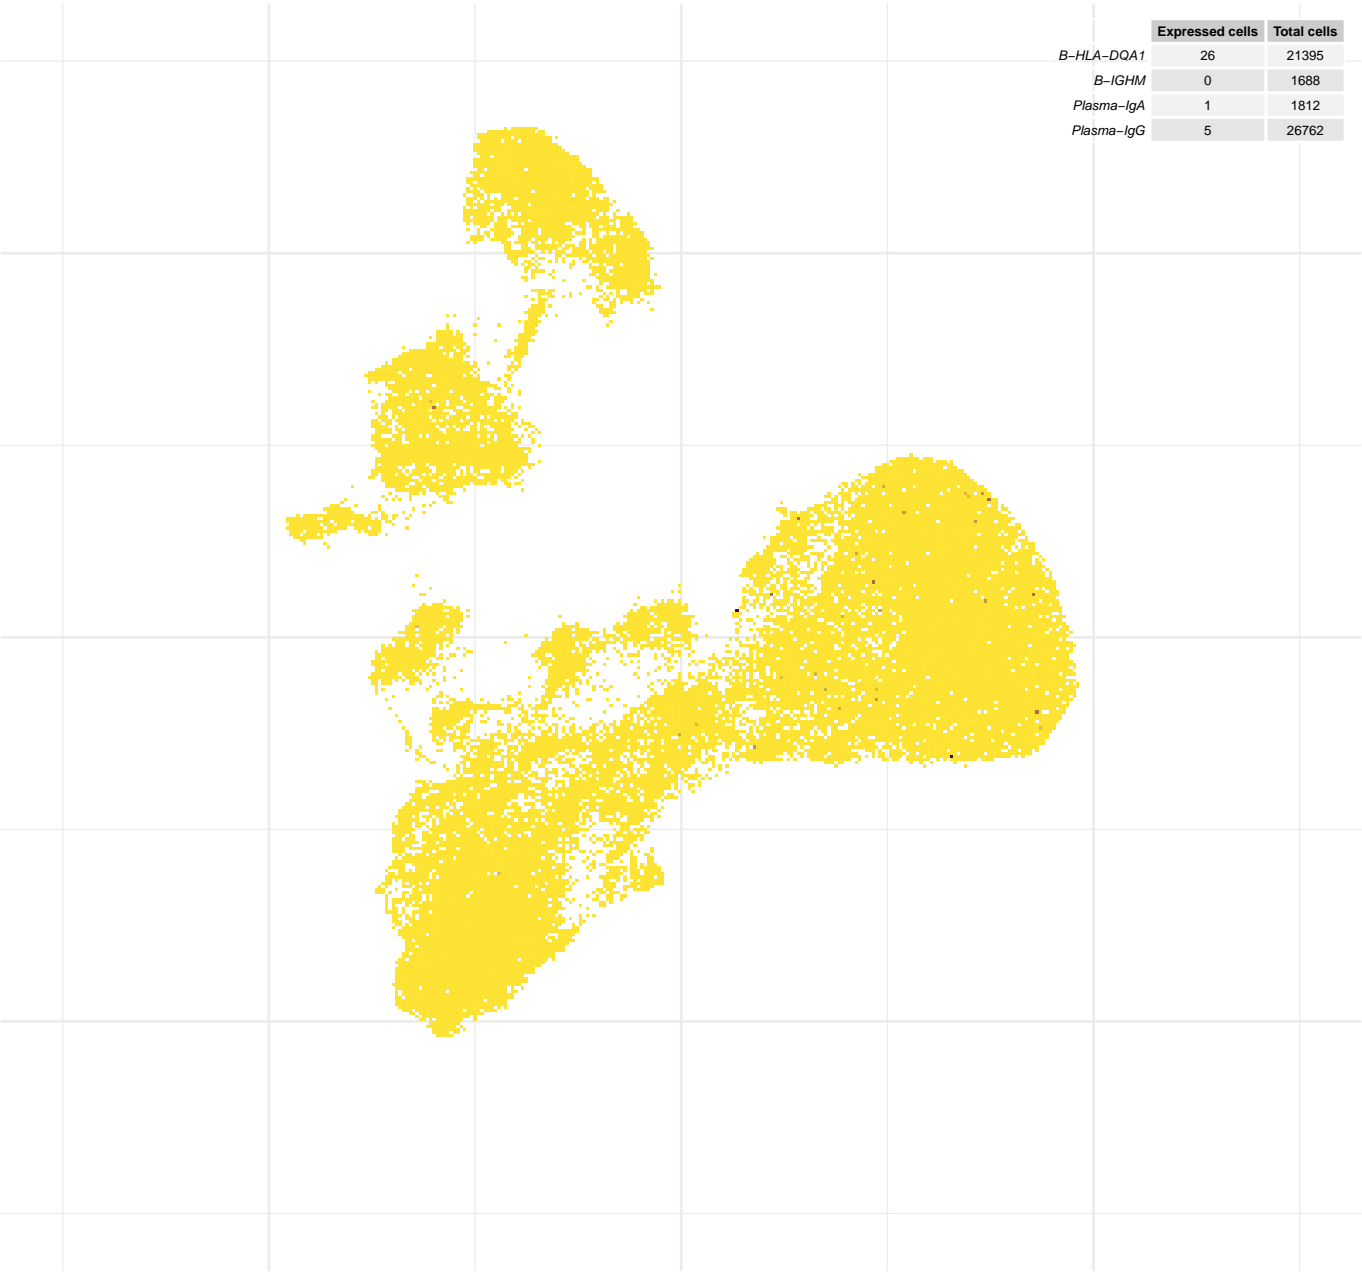 Expressed cells Total cells
B−HLA−DQA1 26 21395
B−IGHM 0 1688
Plasma−IgA 1 1812
Plasma−IgG 5 26762